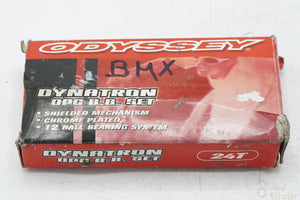 ODYSSEY
BMX
DYNATRON
OPC B.B. SET
• SHIELDED MECHANISM
• CHROME PLATED
• 12 BALL BEARING SYSTEM
DYNATRON
OPC B.B. SET
24T